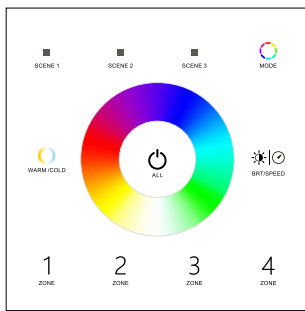 SCENE 1
SCENE 2
SCENE 3
MODE
ALL
WARM /COLD
BRT/SPEED
1
ZONE
2
ZONE
3
ZONE
4
ZONE